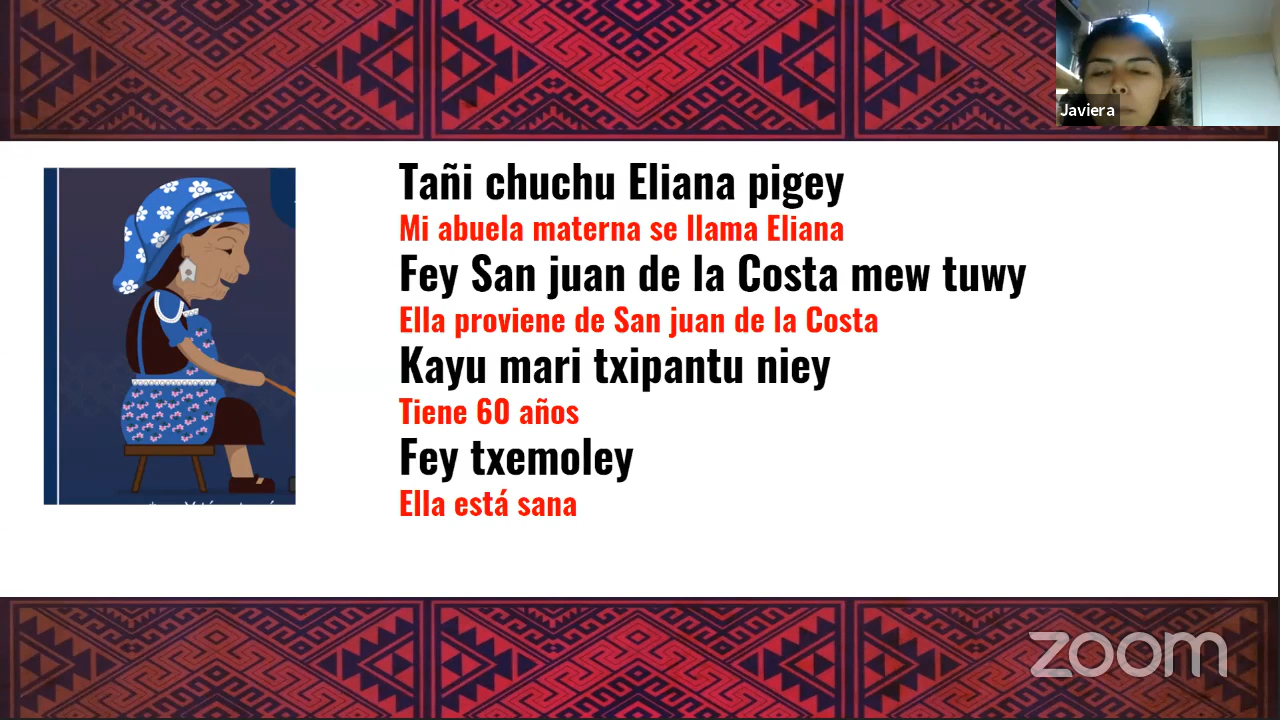 Javiera
Tañi chuchu Eliana pigey
Mi abuela materna se llama Eliana
Fey San juan de la Costa mew tuwy
Ella proviene de San juan de la Costa
Kayu mari txipantu niey
Tiene 60 años
Fey txemoley
Ella está sana
zoom